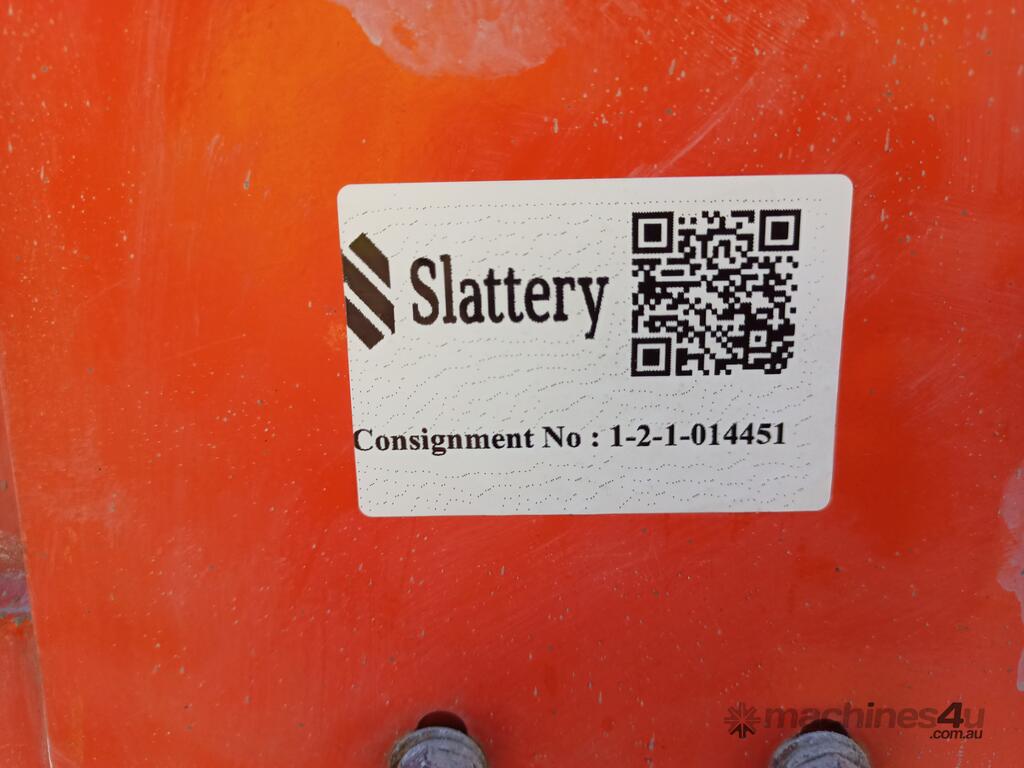 Slattery
Consignment No : 1-2-1-014451
machines4u
.com.au